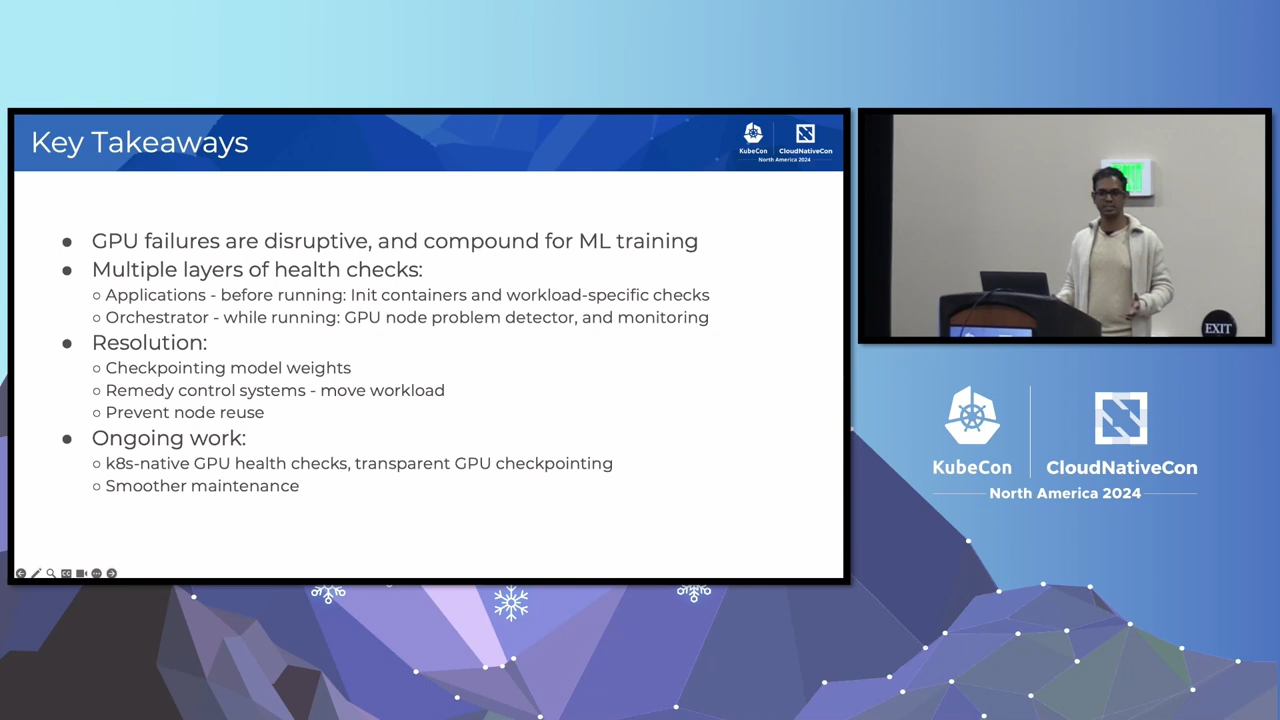 Key Takeaways
KubeCon
CloudNativeCon
North America 2024
● GPU failures are disruptive, and compound for ML training
● Multiple layers of health checks:
○ Applications - before running: Init containers and workload-specific checks
○ Orchestrator - while running: GPU node problem detector, and monitoring
● Resolution:
○ Checkpointing model weights
○ Remedy control systems - move workload
○ Prevent node reuse
● Ongoing work:
○ k8s-native GPU health checks, transparent GPU checkpointing
○ Smoother maintenance
EXIT
KubeCon
CloudNativeCon
North America 2024